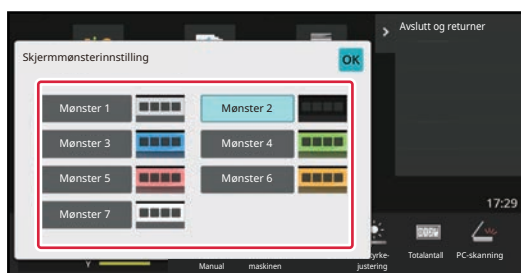 Avslutt og returner
Skjermmønsterinnstilling
OK
Mønster 1
Mønster 2
Mønster 3
Mønster 4
Mønster 5
Mønster 6
Mønster 7
17:29
Y
Manual
maskinen
justering
Totalantall
PC-skanning